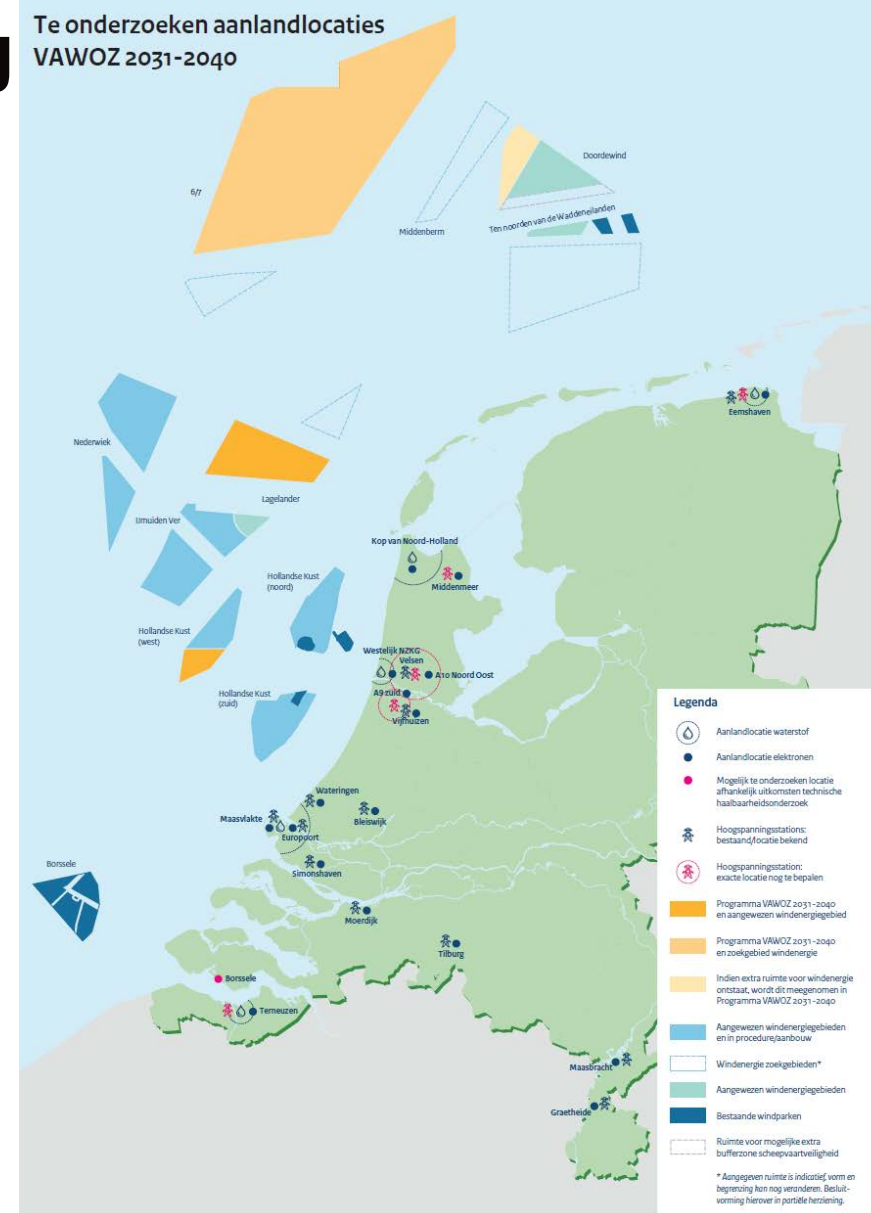 Te onderzoeken aanlandlocaties
VAWOZ 2031-2040
6/7
Doordewind
Middenberm
Ten noorden van de Waddeneilanden
Eemshaven
Nederwiek
Lagelander
IJmuiden Ver
Kop van Noord-Holland
Hollandse Kust
(noord)
Middenmeer
Hollandse Kust
(west)
Westelijk NZKG
Velsen
A10 Noord Oost
A9 zuid
Hollandse Kust
(zuid)
Vijfhuizen
Wateringen
Maasvlakte
Bleiswijk
Europoort
Borssele
Simonshaven
Moerdijk
Tilburg
Borssele
Terneuzen
Maasbracht
Graetheide
Legenda
Aanlandlocatie waterstof
Aanlandlocatie elektronen
Mogelijk te onderzoeken locatie
afhankelijk uitkomsten technische
haalbaarheidsonderzoek
Hoogspanningsstations:
bestaand/locatie bekend
Hoogspanningsstation:
exacte locatie nog te bepalen
Programma VAWOZ 2031-2040
en aangewezen windenergiegebied
Programma VAWOZ 2031-2040
en zoekgebied windenergie
Indien extra ruimte voor windenergie
ontstaat, wordt dit meegenomen in
Programma VAWOZ 2031-2040
Aangewezen windenergiegebieden
en in procedure/aanbouw
Windenergie zoekgebieden*
Aangewezen windenergiegebieden
Bestaande windparken
Ruimte voor mogelijke extra
bufferzone scheepvaartveiligheid
* Aangegeven ruimte is indicatief, vorm en
begrenzing kan nog veranderen. Besluit-
vorming hierover in partiële herziening.